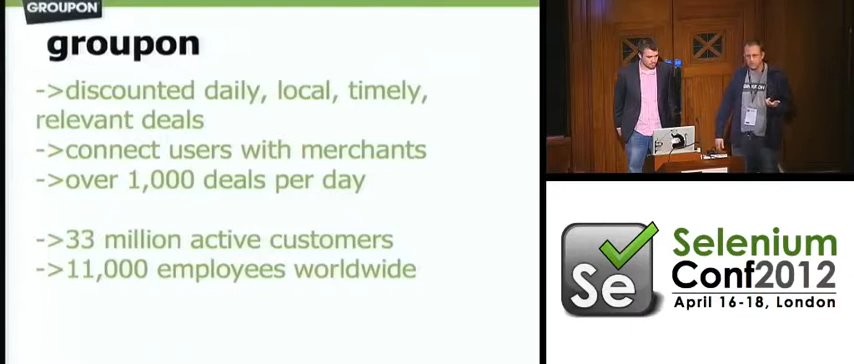 GROUPON
groupon
->discounted daily, local, timely,
relevant deals
->connect users with merchants
->over 1,000 deals per day
->33 million active customers
->11,000 employees worldwide
Se
Selenium
Conf2012
April 16-18, London